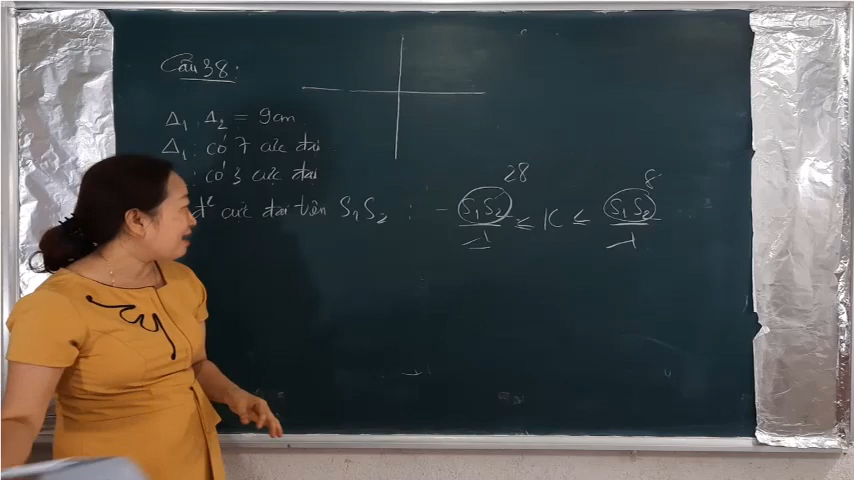 Câu 38:
Δ₁ Δ₂ = 9cm
Δ₁: có 7 cực đại
: có 3 cực đại
28 8
cực đại trên S₁S₂ : - S₁S₂/λ ≤ K ≤ S₁S₂/λ